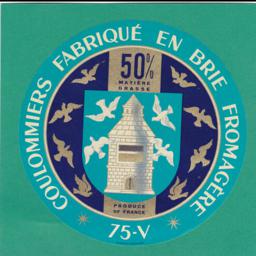 COULOMMIERS FABRIQUÉ EN BRIE FROMAGÈRE
50%
MATIÈRE
GRASSE
PRODUCE
OF FRANCE
75-V